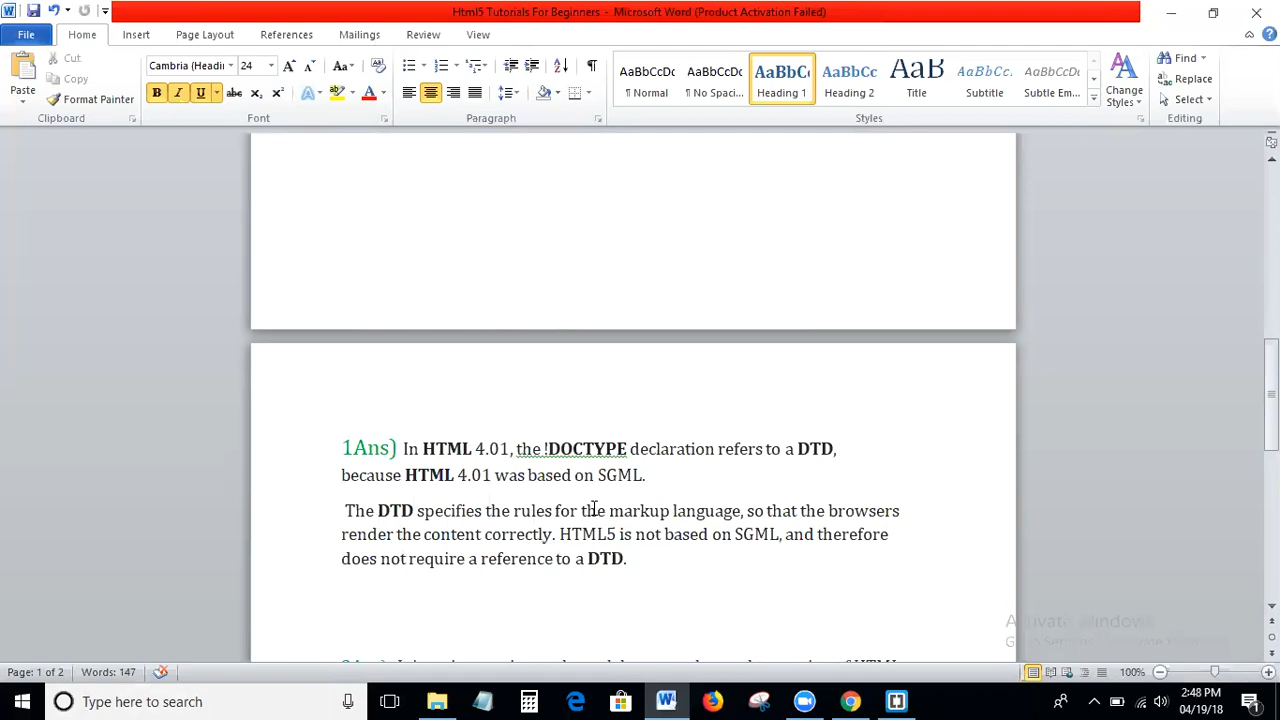 Html5 Tutorials For Beginners - Microsoft Word (Product Activation Failed)
File Home Insert Page Layout References Mailings Review View
Cut
Copy
Format Painter
Paste
Clipboard
Cambria (Headi 24
Font
Paragraph
AaBbCcDc AaBbCcDc AaBbCc AaBbCc AaB AaBbCc. AaBbCcDc
¶ Normal ¶ No Spaci... Heading 1 Heading 2 Title Subtitle Subtle Em...
Styles
Change Styles
Find
Replace
Select
Editing
1Ans) In HTML 4.01, the !DOCTYPE declaration refers to a DTD,
because HTML 4.01 was based on SGML.
The DTD specifies the rules for the markup language, so that the browsers
render the content correctly. HTML5 is not based on SGML, and therefore
does not require a reference to a DTD.
Activate Windows
Page: 1 of 2 Words: 147 100%
Type here to search
2:48 PM
04/19/18